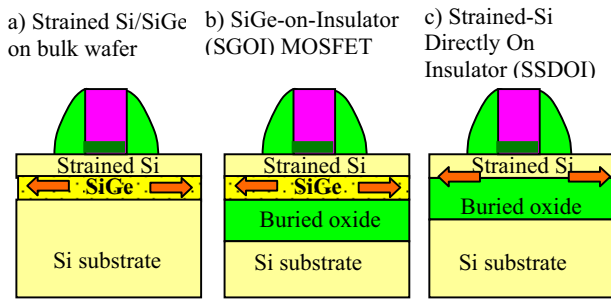 a) Strained Si/SiGe
on bulk wafer
b) SiGe-on-Insulator
(SGOI) MOSFET
c) Strained-Si
Directly On
Insulator (SSDOI)
Strained Si
SiGe
Si substrate
Strained Si
SiGe
Buried oxide
Si substrate
Strained Si
Buried oxide
Si substrate